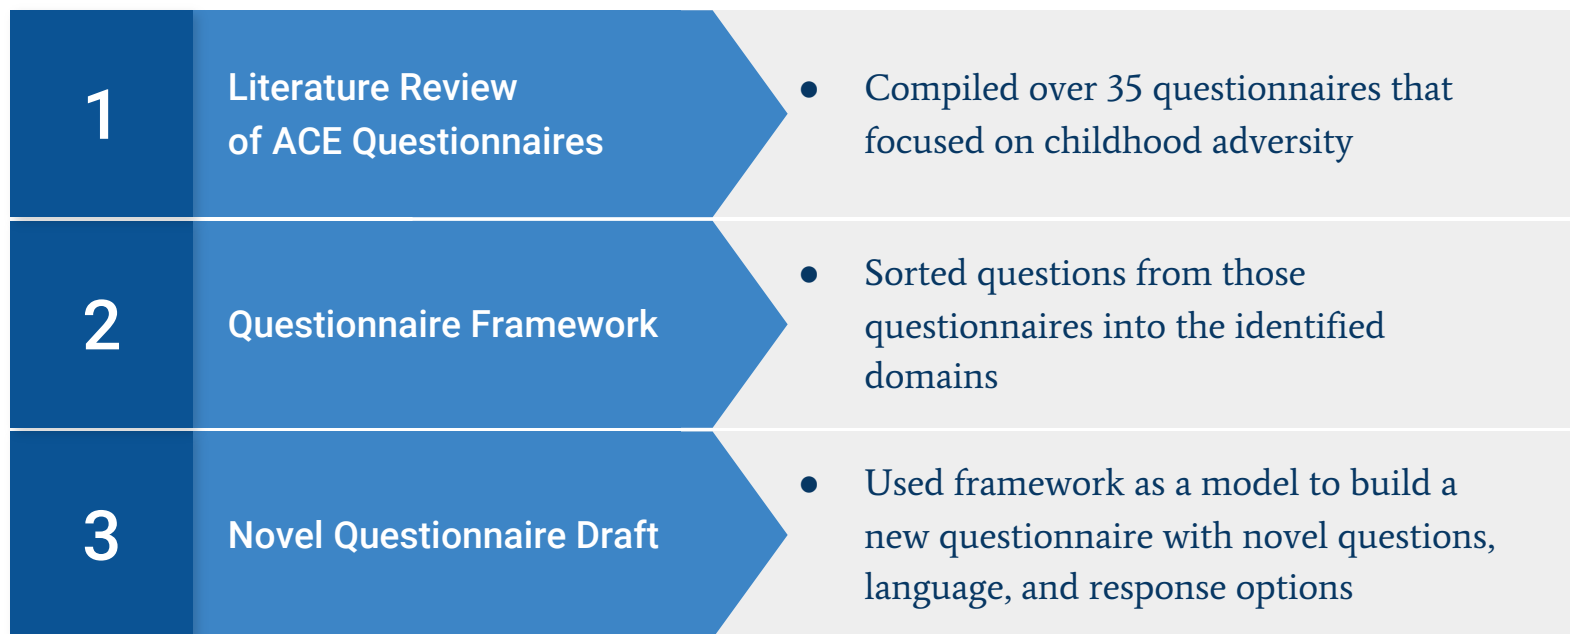 1
Literature Review
of ACE Questionnaires
● Compiled over 35 questionnaires that
focused on childhood adversity
2
Questionnaire Framework
● Sorted questions from those
questionnaires into the identified
domains
3
Novel Questionnaire Draft
● Used framework as a model to build a
new questionnaire with novel questions,
language, and response options